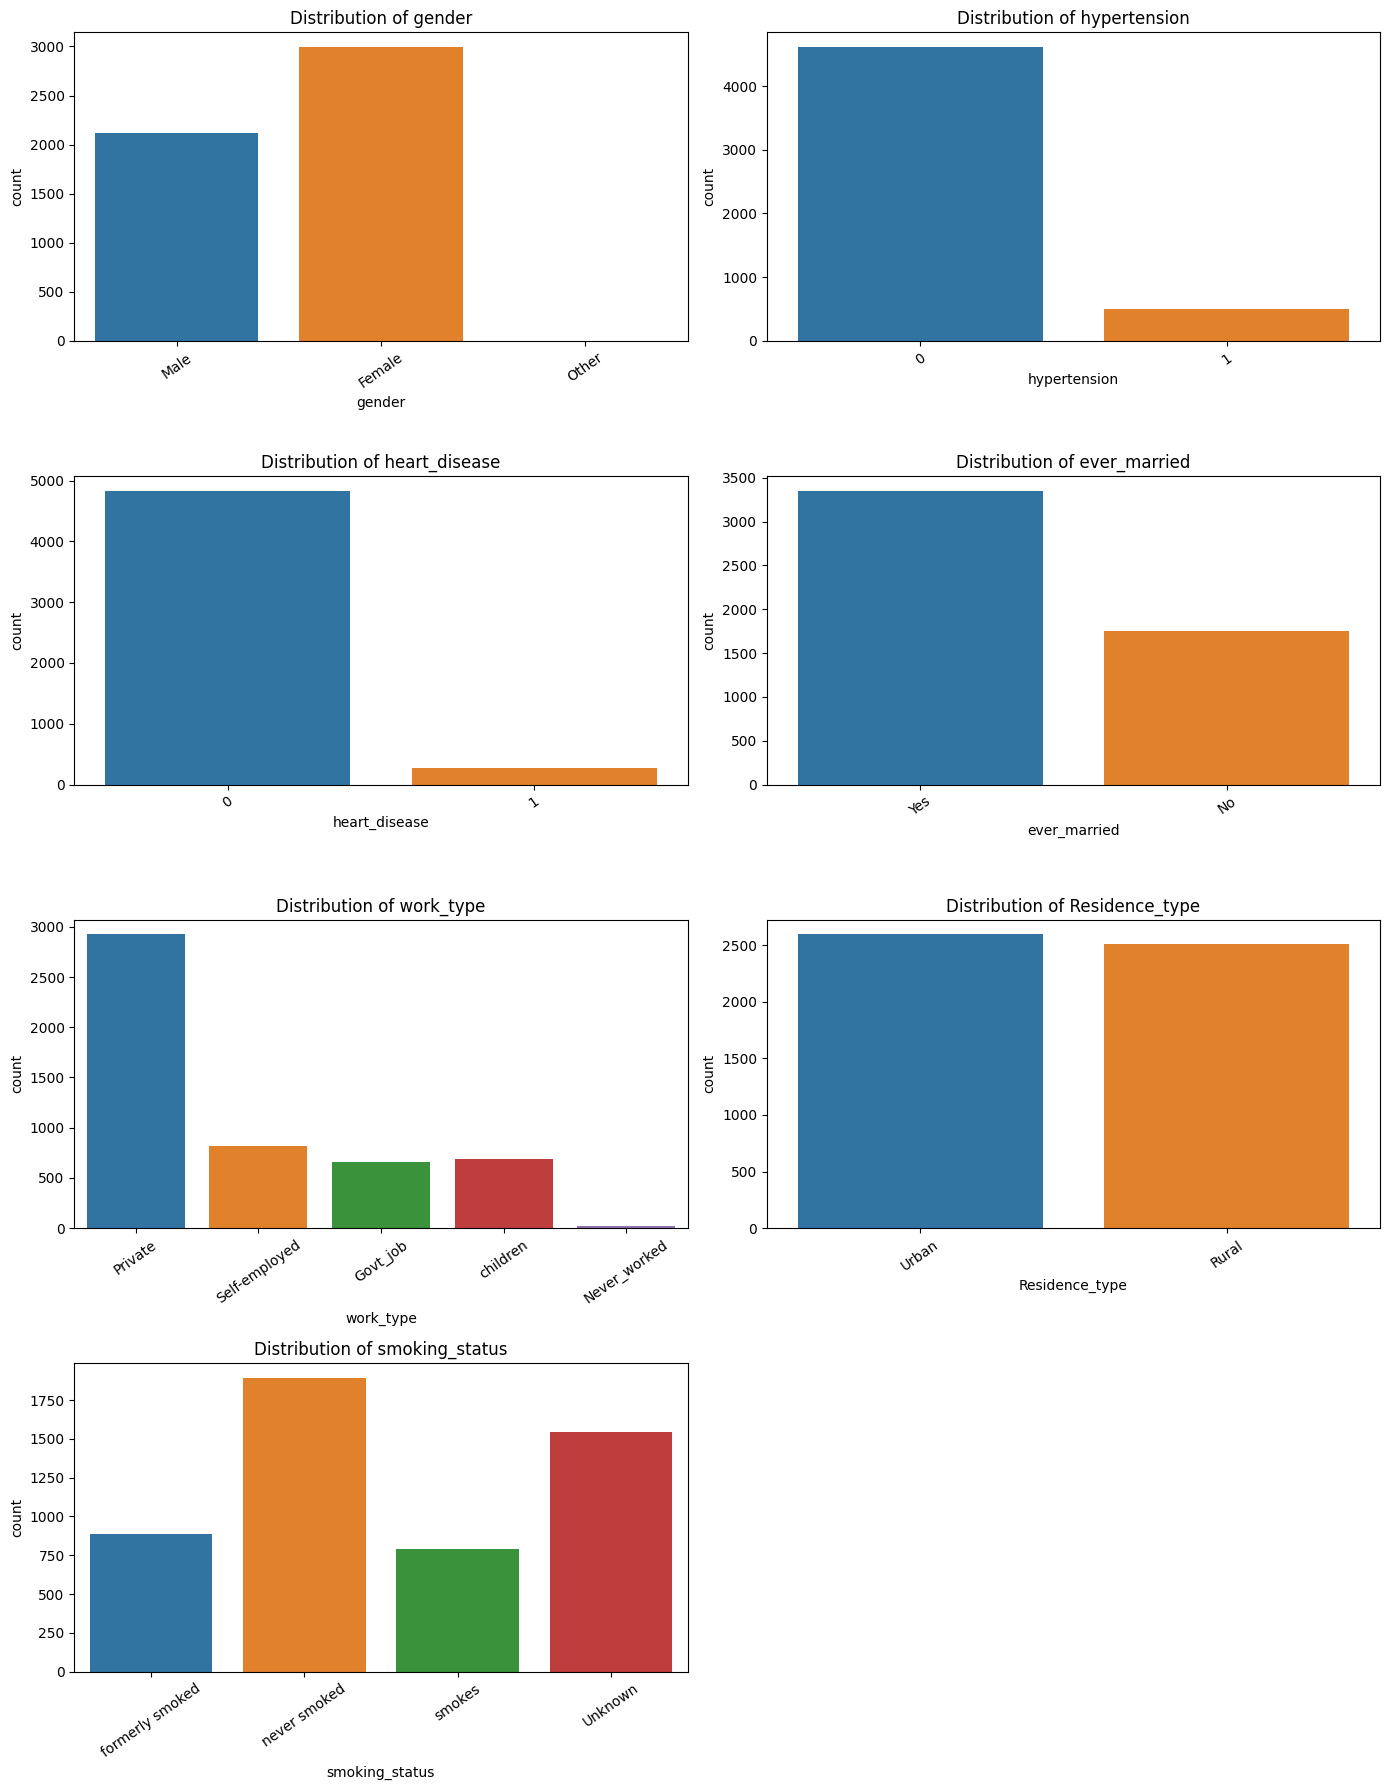 Distribution of gender
3000
2500
2000
1500
1000
500
0
count
Male
Female
Other
gender
Distribution of hypertension
4000
3000
2000
1000
0
count
0
1
hypertension
Distribution of heart_disease
5000
4000
3000
2000
1000
0
count
0
1
heart_disease
Distribution of ever_married
3500
3000
2500
2000
1500
1000
500
0
count
Yes
No
ever_married
Distribution of work_type
3000
2500
2000
1500
1000
500
0
count
Private
Self-employed
Govt_job
children
Never_worked
work_type
Distribution of Residence_type
2500
2000
1500
1000
500
0
count
Urban
Rural
Residence_type
Distribution of smoking_status
1750
1500
1250
1000
750
500
250
0
count
formerly smoked
never smoked
smokes
Unknown
smoking_status